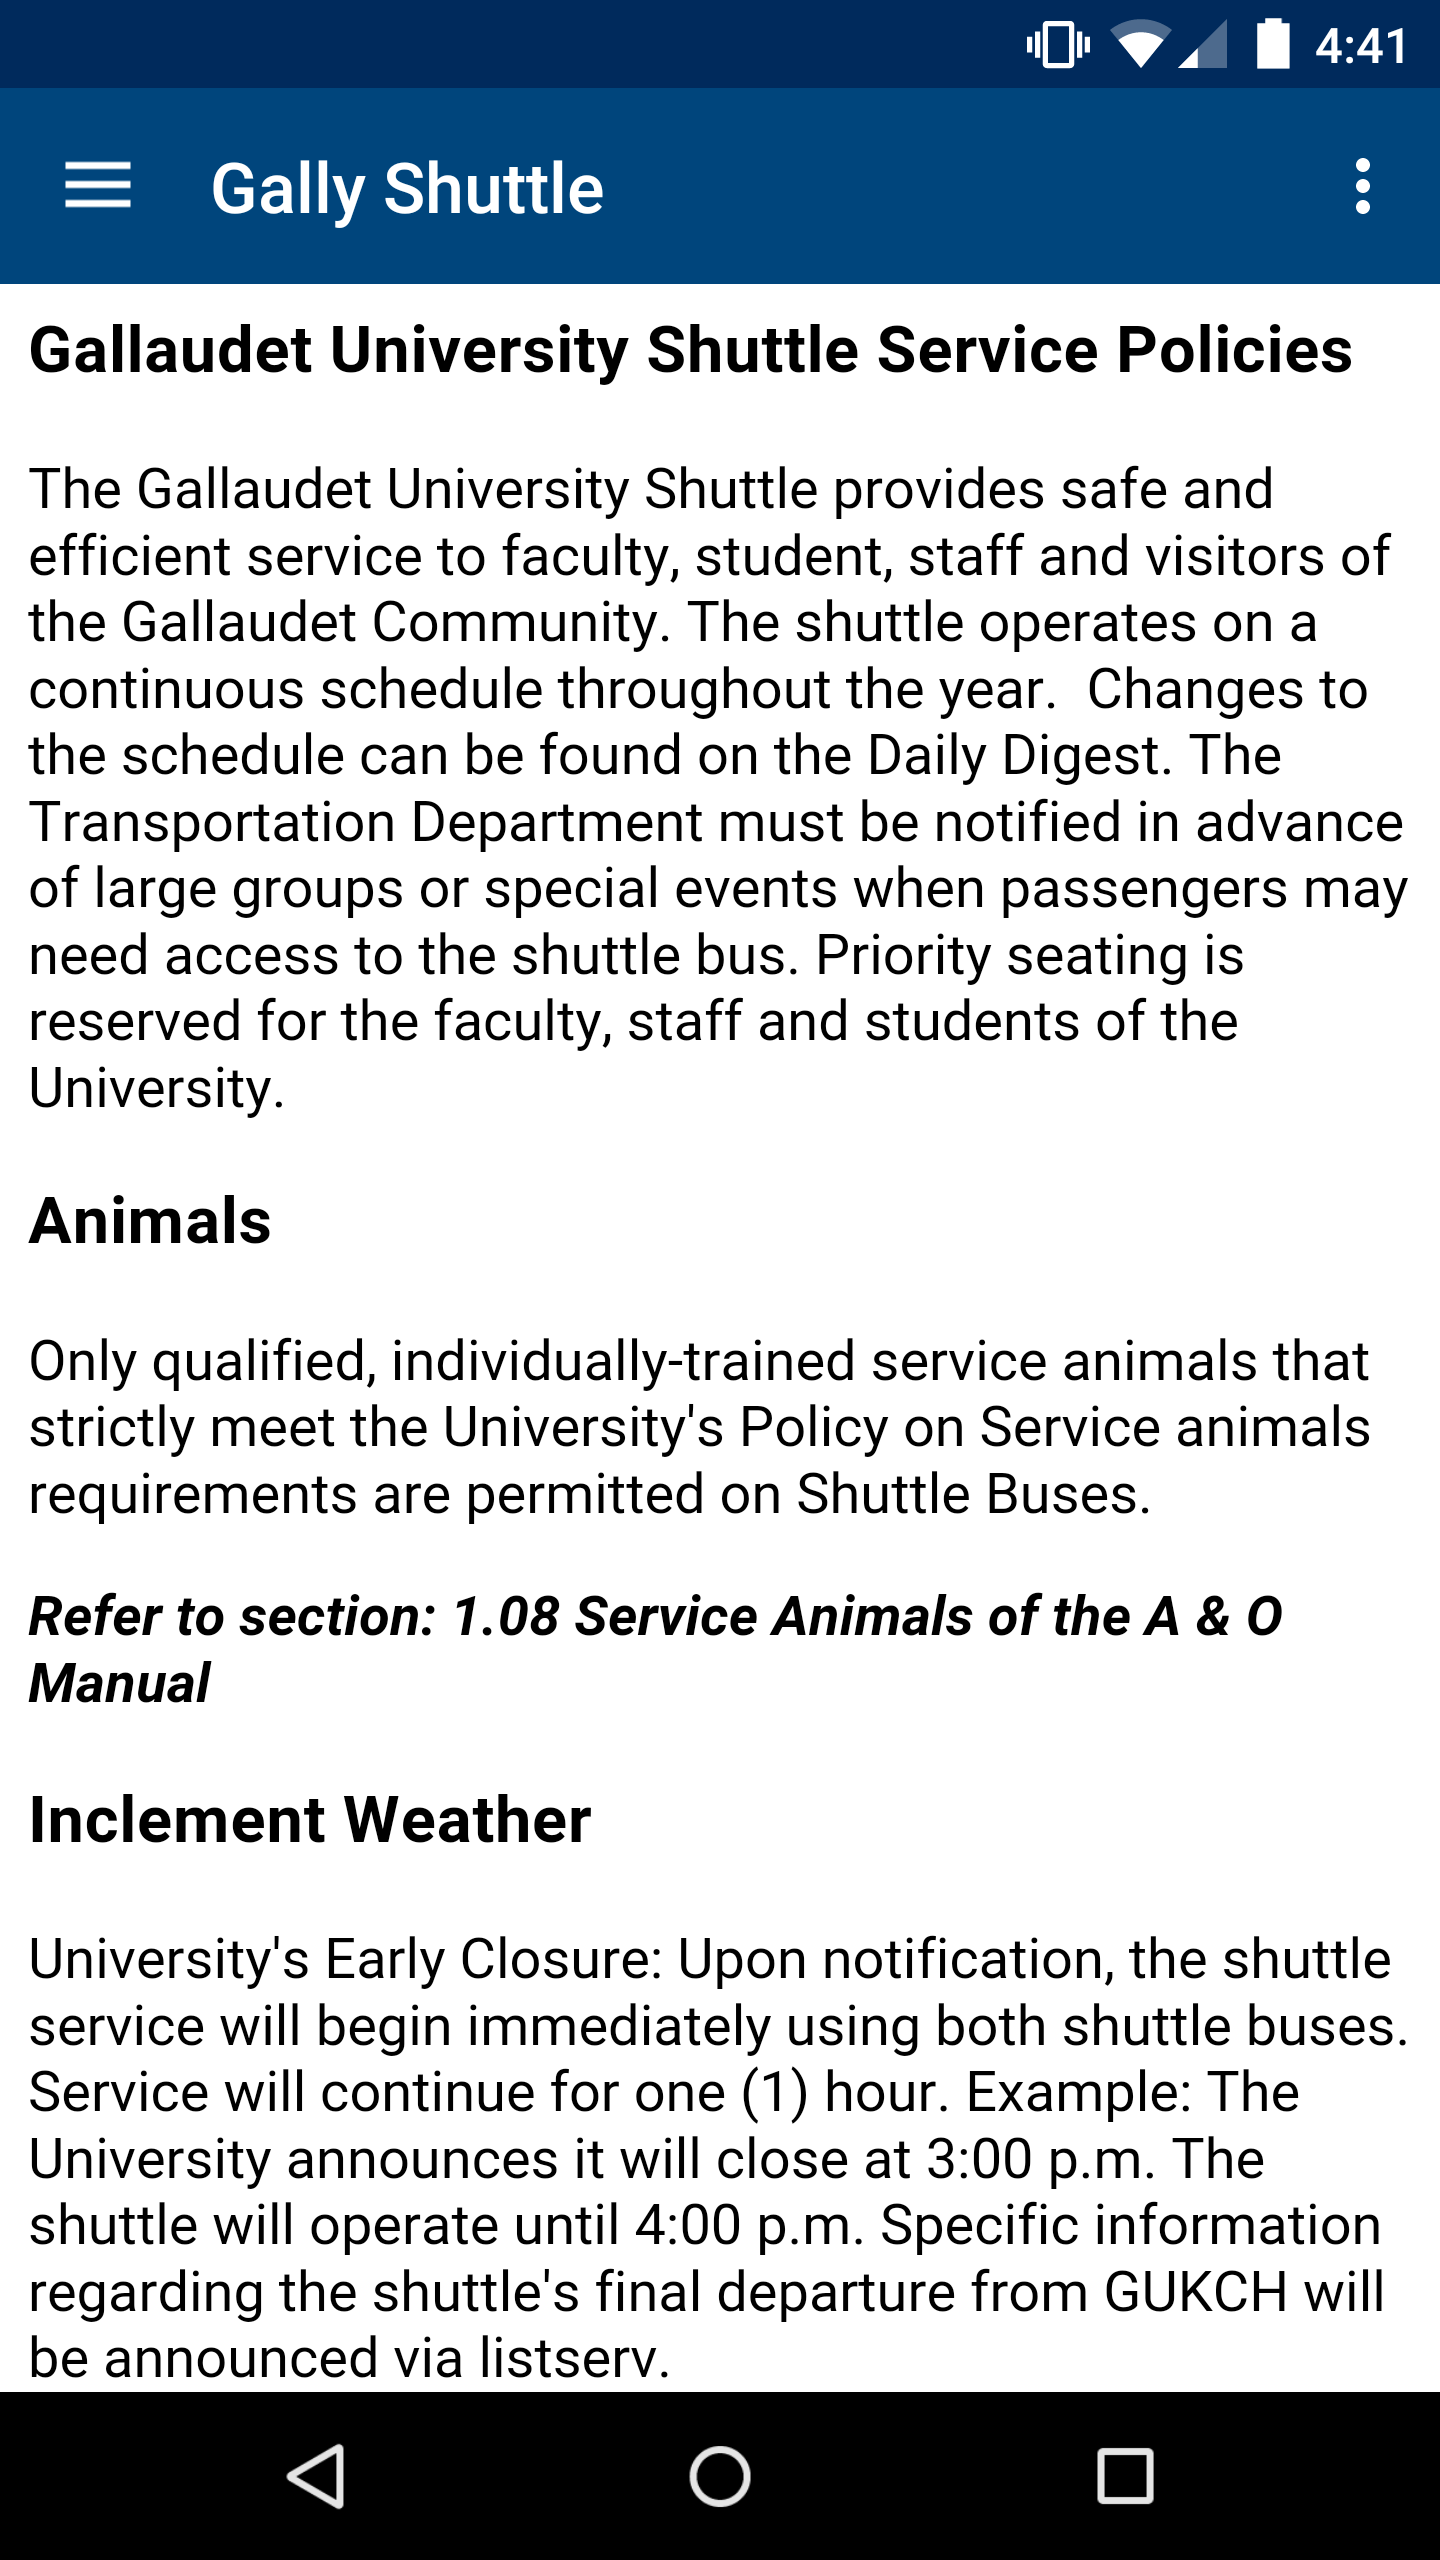 4:41
Gally Shuttle
Gallaudet University Shuttle Service Policies
The Gallaudet University Shuttle provides safe and
efficient service to faculty, student, staff and visitors of
the Gallaudet Community. The shuttle operates on a
continuous schedule throughout the year.  Changes to
the schedule can be found on the Daily Digest. The
Transportation Department must be notified in advance
of large groups or special events when passengers may
need access to the shuttle bus. Priority seating is
reserved for the faculty, staff and students of the
University.
Animals
Only qualified, individually-trained service animals that
strictly meet the University's Policy on Service animals
requirements are permitted on Shuttle Buses.
Refer to section: 1.08 Service Animals of the A & O
Manual
Inclement Weather
University's Early Closure: Upon notification, the shuttle
service will begin immediately using both shuttle buses.
Service will continue for one (1) hour. Example: The
University announces it will close at 3:00 p.m. The
shuttle will operate until 4:00 p.m. Specific information
regarding the shuttle's final departure from GUKCH will
be announced via listserv.